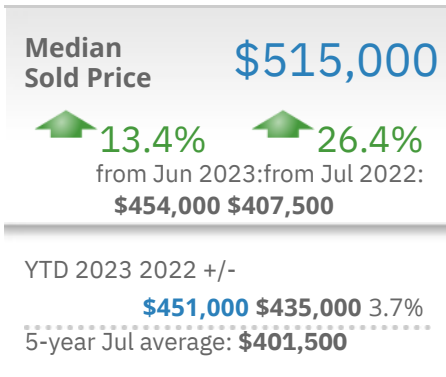 Median
Sold Price
$515,000
13.4% 26.4%
from Jun 2023:from Jul 2022:
$454,000 $407,500
YTD 2023 2022 +/-
$451,000 $435,000 3.7%
5-year Jul average: $401,500